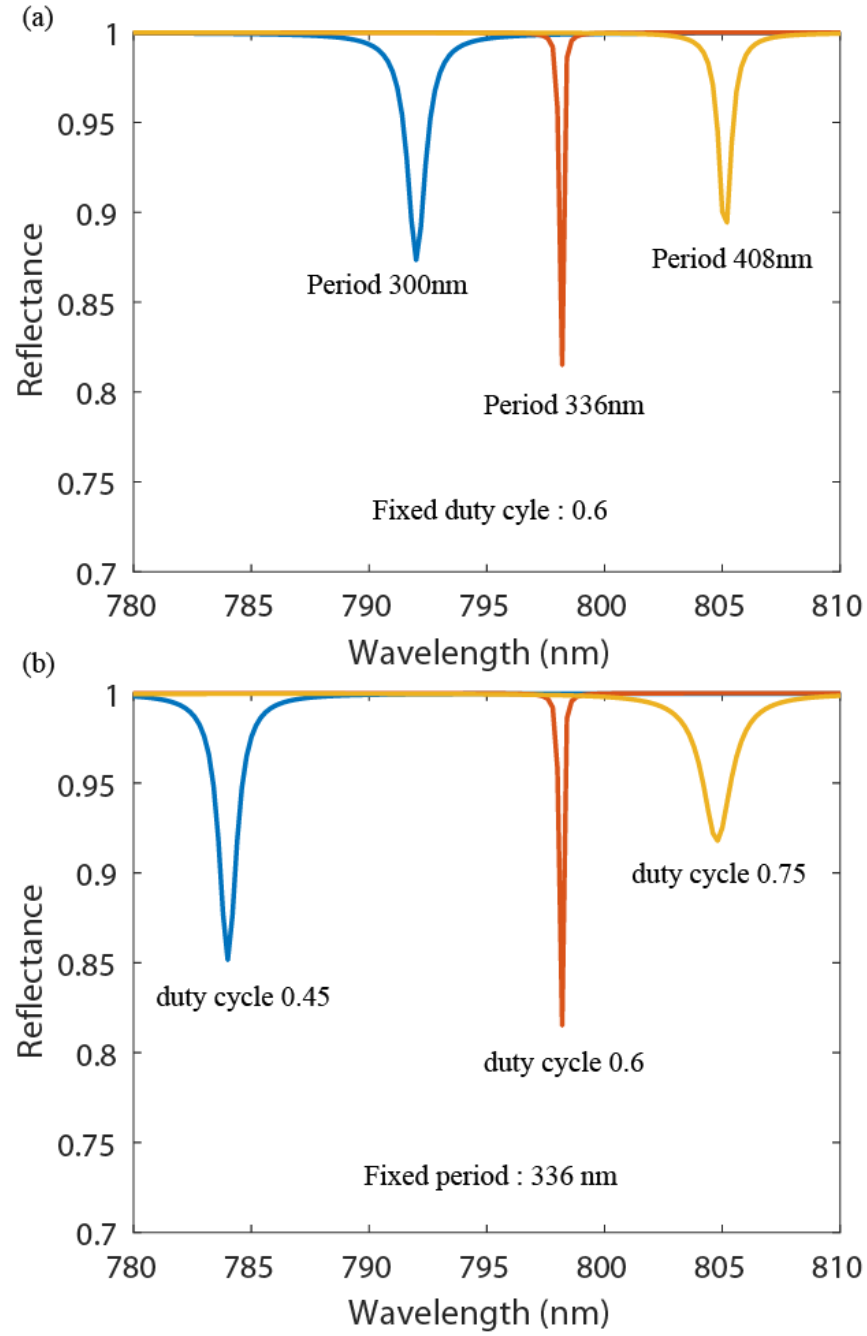 (a)
1
0.95
0.9
0.85
0.8
0.75
0.7
Reflectance
Period 300nm
Period 336nm
Period 408nm
Fixed duty cyle : 0.6
780 785 790 795 800 805 810
Wavelength (nm)
(b)
1
0.95
0.9
0.85
0.8
0.75
0.7
Reflectance
duty cycle 0.45
duty cycle 0.6
duty cycle 0.75
Fixed period : 336 nm
780 785 790 795 800 805 810
Wavelength (nm)